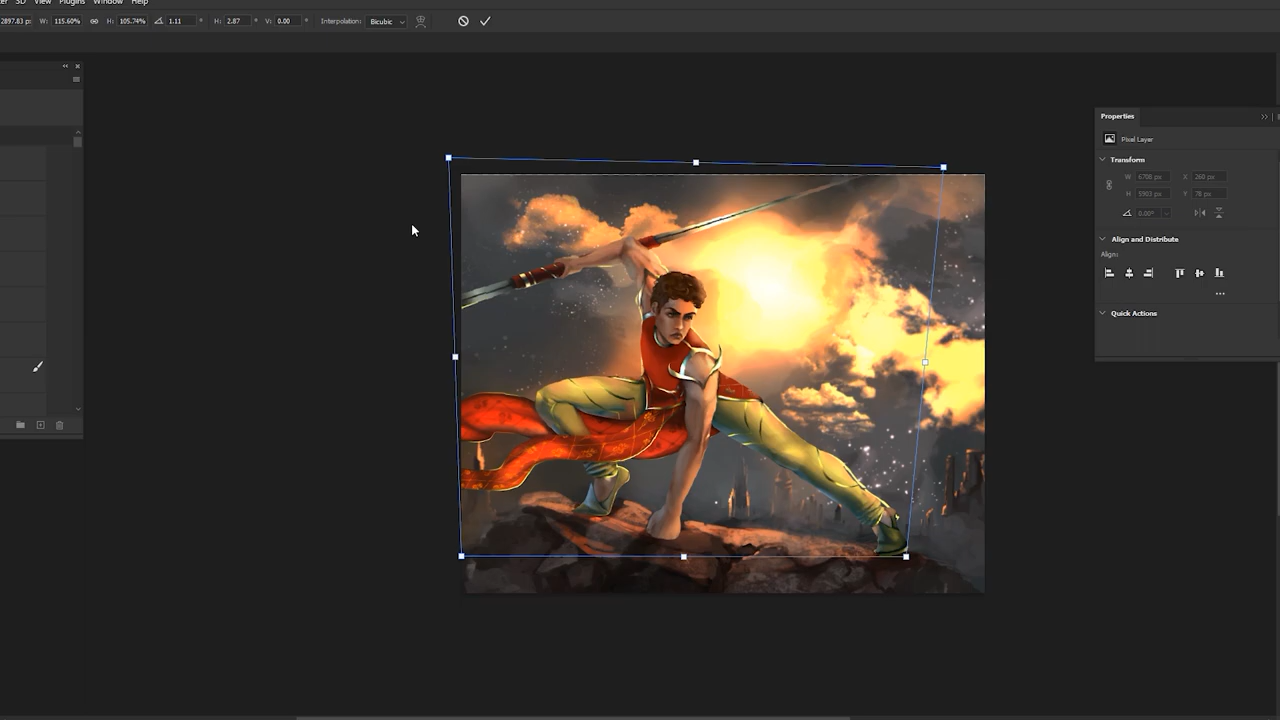 3D View Plugins Window Help
2897.83 px W: 115.60% H: 105.74% 1.11 ° H: 2.87 ° V: 0.00 ° Interpolation: Bicubic
Properties
Pixel Layer
Transform
W 6708 px X 260 px
H 5903 px Y 78 px
0.00°
Align and Distribute
Align:
Quick Actions